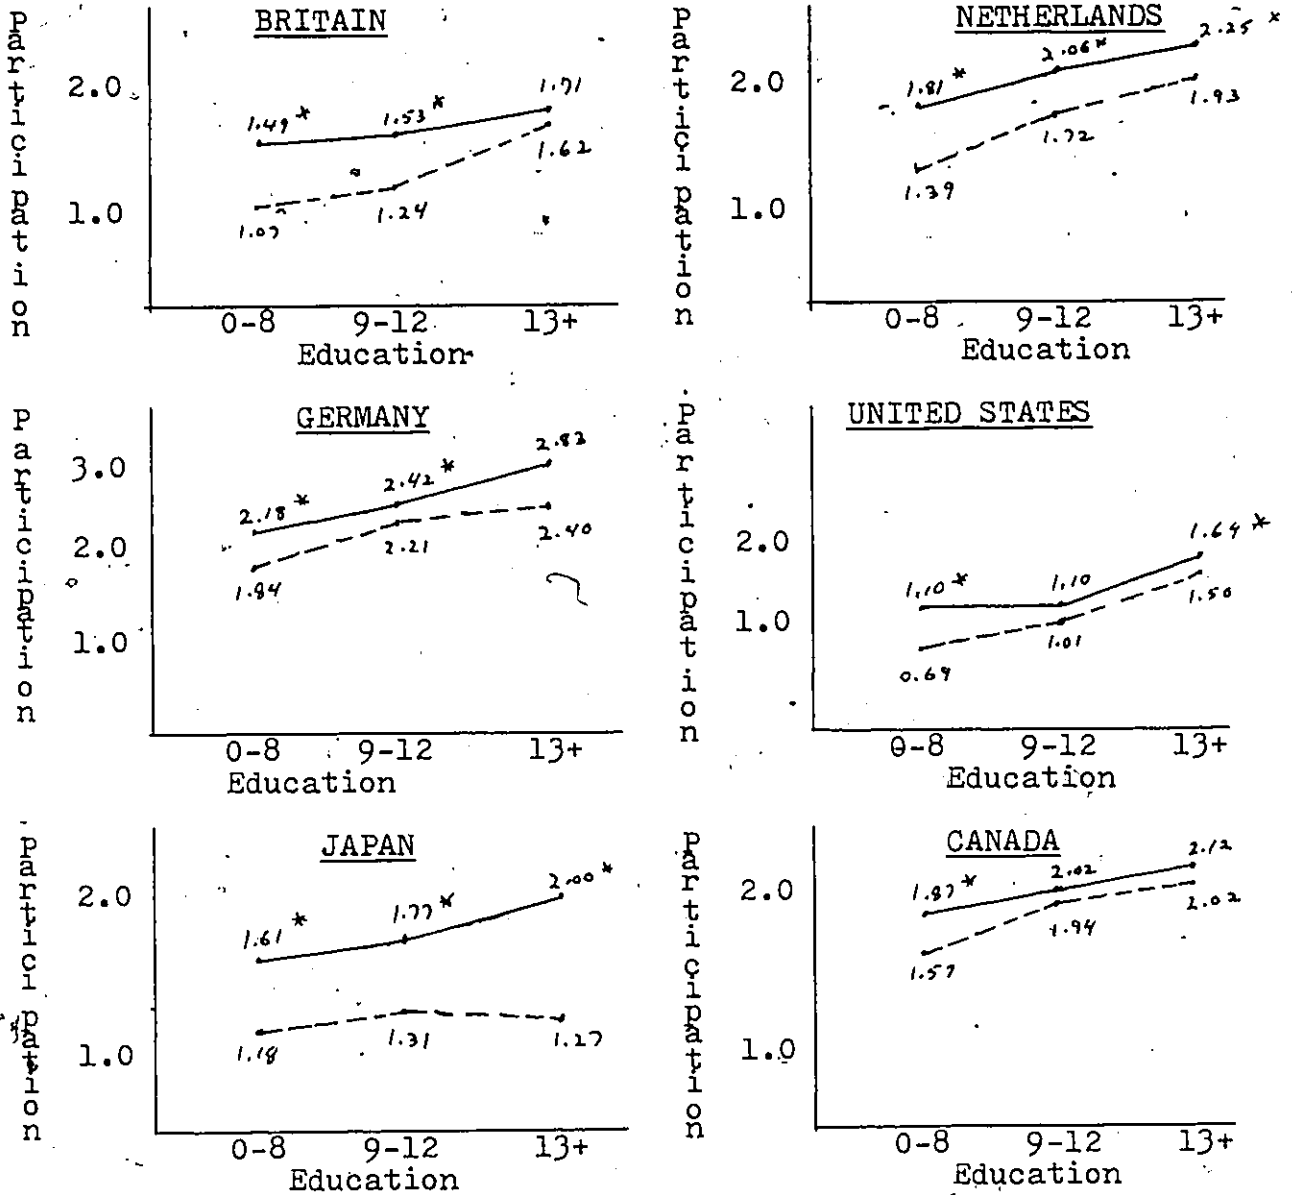 BRITAIN
Participation
2.0
1.0
1.49 *
1.53 *
1.71
1.07
1.24
1.62
0-8 9-12 13+
Education
NETHERLANDS
Participation
2.0
1.0
1.81 *
2.06 *
2.25 *
1.39
1.72
1.93
0-8 9-12 13+
Education
GERMANY
Participation
3.0
2.0
1.0
2.18 *
2.42 *
1.84
2.21
2.40
0-8 9-12 13+
Education
UNITED STATES
Participation
2.0
1.0
1.10 *
1.10
1.50
1.01
0-8 9-12 13+
Education
JAPAN
Participation
2.0
1.0
1.61 *
1.77 *
2.00 *
1.18
1.31
1.27
0-8 9-12 13+
Education
CANADA
Participation
2.0
1.0
1.87 *
2.02
2.12
1.57
1.94
2.02
0-8 9-12 13+
Education